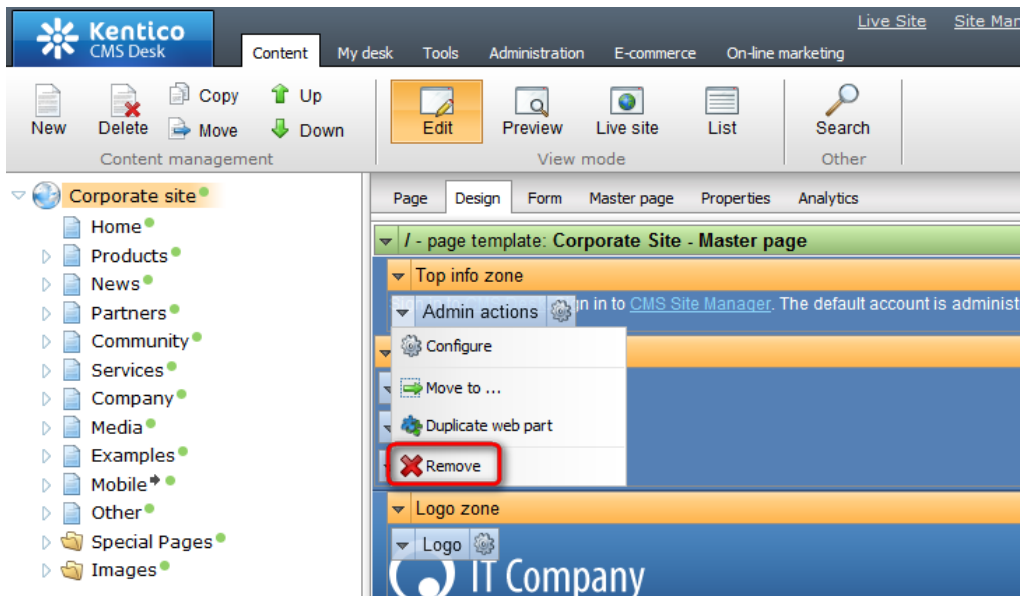 Kentico
CMS Desk
Live Site Site Man
Content My desk Tools Administration E-commerce On-line marketing
New Delete Copy Move Up Down
Content management
Edit Preview Live site List
View mode
Search
Other
Corporate site
Home
Products
News
Partners
Community
Services
Company
Media
Examples
Mobile
Other
Special Pages
Images
Page Design Form Master page Properties Analytics
/ - page template: Corporate Site - Master page
Top info zone
Admin actions
n in to CMS Site Manager. The default account is administ
Configure
Move to ...
Duplicate web part
Remove
Logo zone
Logo
IT Company